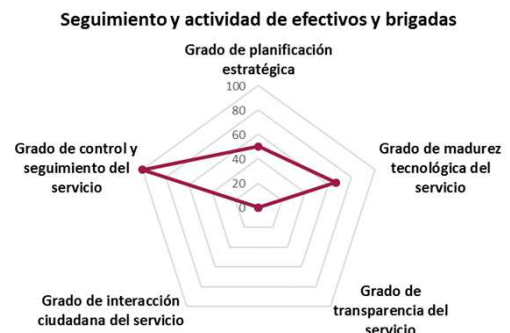 Seguimiento y actividad de efectivos y brigadas
Grado de planificación
estratégica
100
80
60
40
20
0
Grado de control y
seguimiento del
servicio
Grado de madurez
tecnológica del
servicio
Grado de interacción
ciudadana del servicio
Grado de
transparencia del
servicio